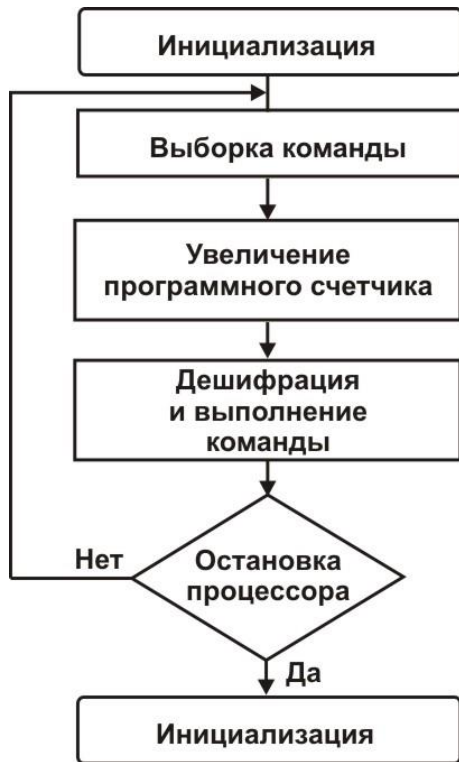 Инициализация
Выборка команды
Увеличение
программного счетчика
Дешифрация
и выполнение
команды
Остановка
процессора
Нет
Да
Инициализация